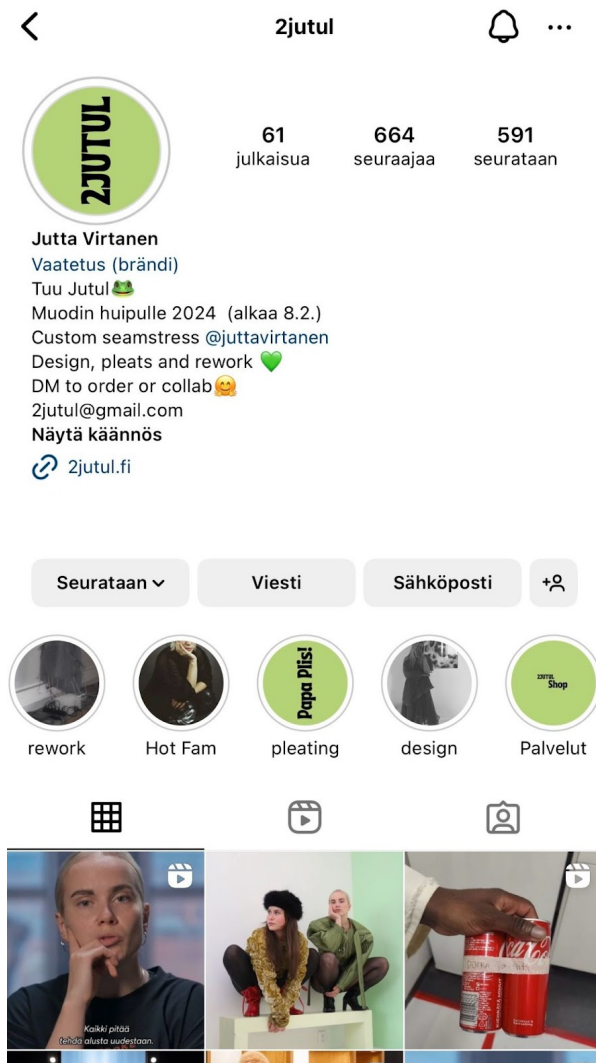 2jutul
2JUTUL
61
julkaisua
664
seuraajaa
591
seurataan
Jutta Virtanen
Vaatetus (brändi)
Tuu Jutul🐸
Muodin huipulle 2024 (alkaa 8.2.)
Custom seamstress @juttavirtanen
Design, pleats and rework 💚
DM to order or collab🤗
2jutul@gmail.com
Näytä käännös
2jutul.fi
Seurataan
Viesti
Sähköposti
Papa Plis!
2JUTUL
Shop
rework
Hot Fam
pleating
design
Palvelut
Kaikki pitää
tehdä alusta uudestaan.